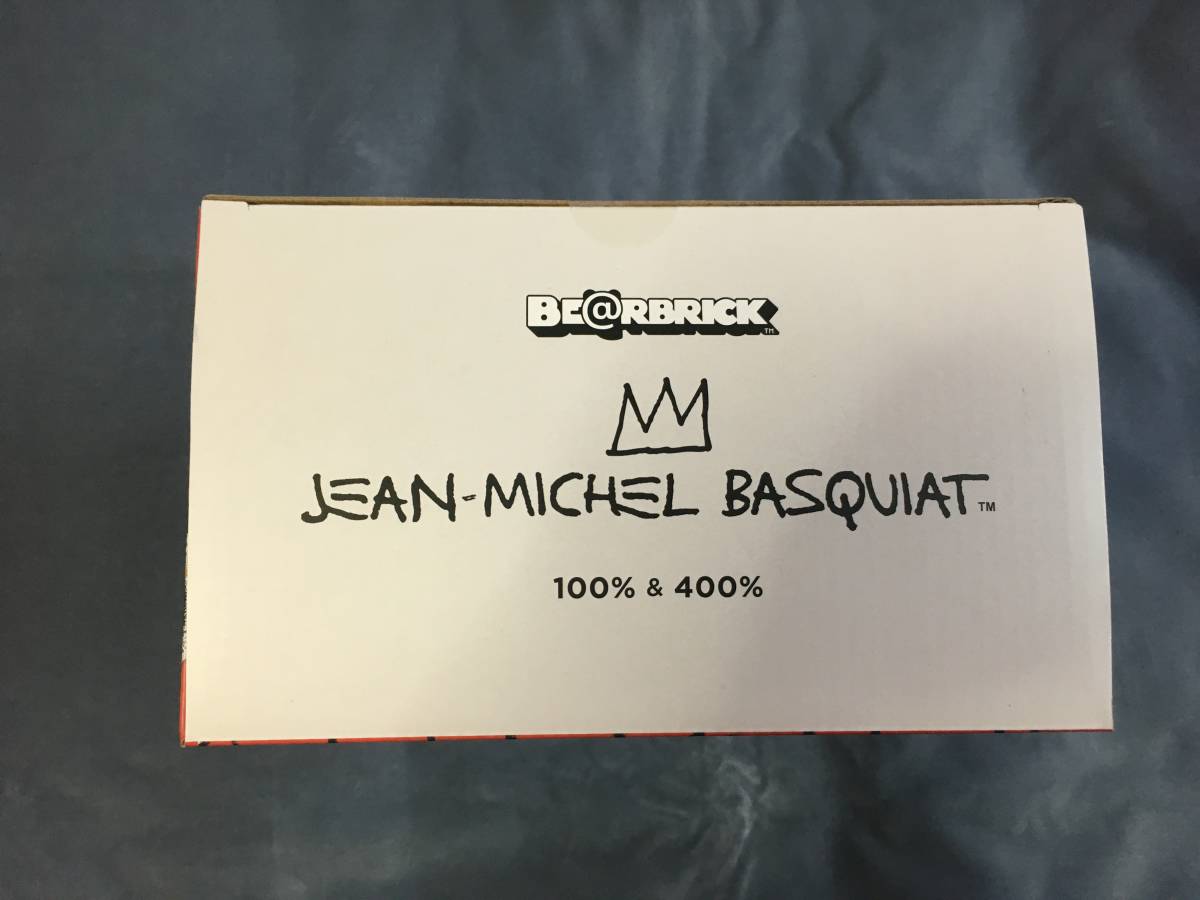 BE@RBRICK™
JEAN-MICHEL BASQUIAT™
100% & 400%